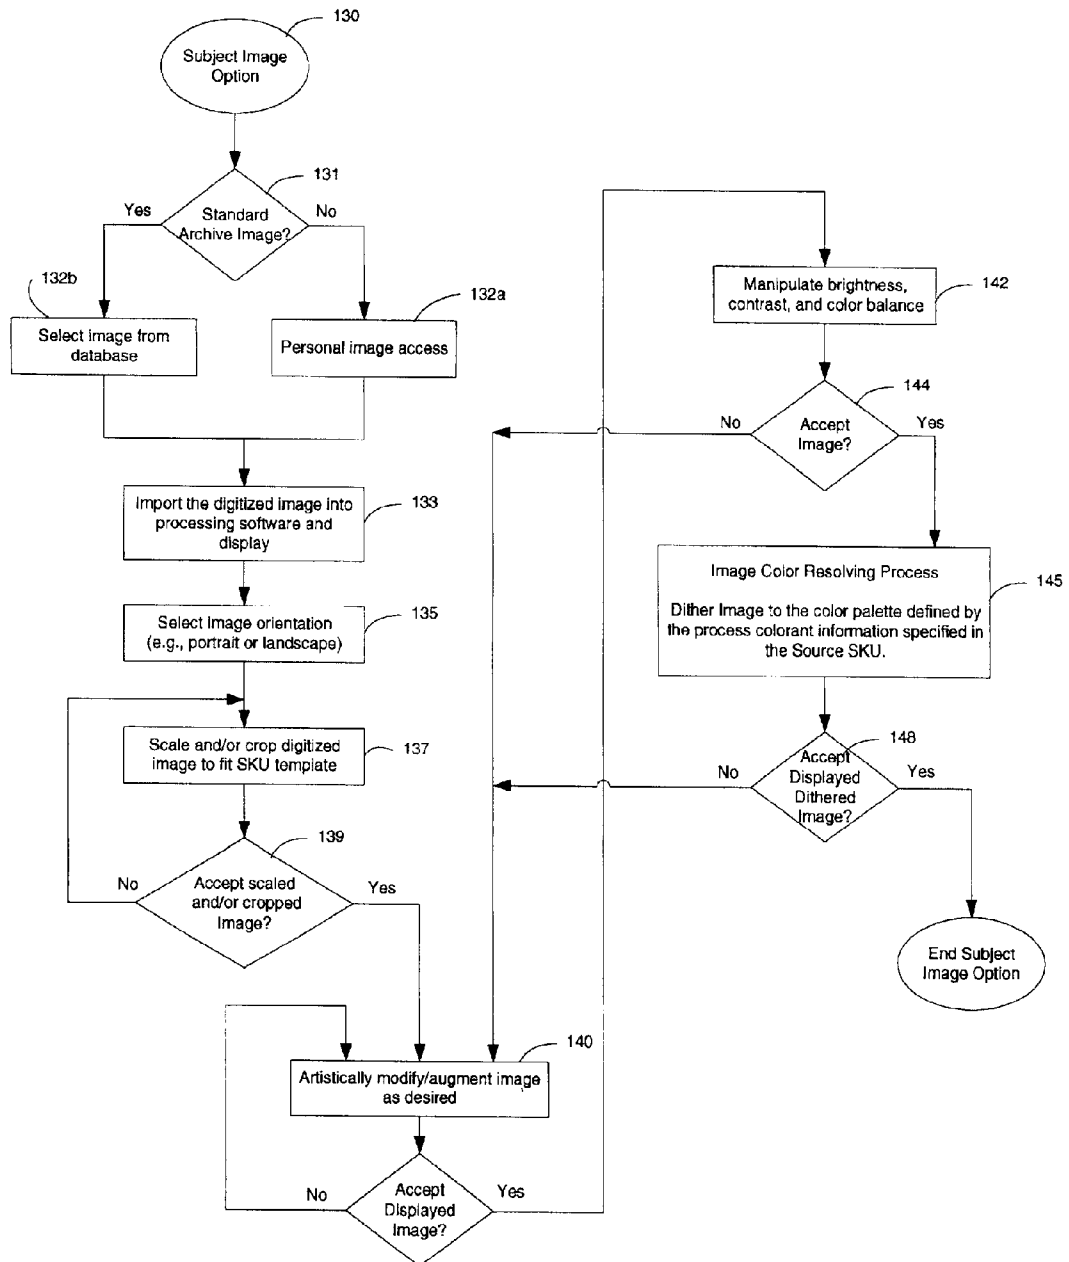 130
Subject Image
Option
131
Yes
No
Standard
Archive Image?
132b
132a
Select image from
database
Personal image access
Import the digitized image into
processing software and
display
133
Select image orientation
(e.g., portrait or landscape)
135
Scale and/or crop digitized
image to fit SKU template
137
139
No
Yes
Accept scaled
and/or cropped
Image?
140
Artistically modify/augment image
as desired
No
Yes
Accept
Displayed
Image?
Manipulate brightness,
contrast, and color balance
142
144
No
Yes
Accept
Image?
Image Color Resolving Process
145
Dither Image to the color palette defined by
the process colorant information specified in
the Source SKU.
148
No
Yes
Accept
Displayed
Dithered
Image?
End Subject
Image Option